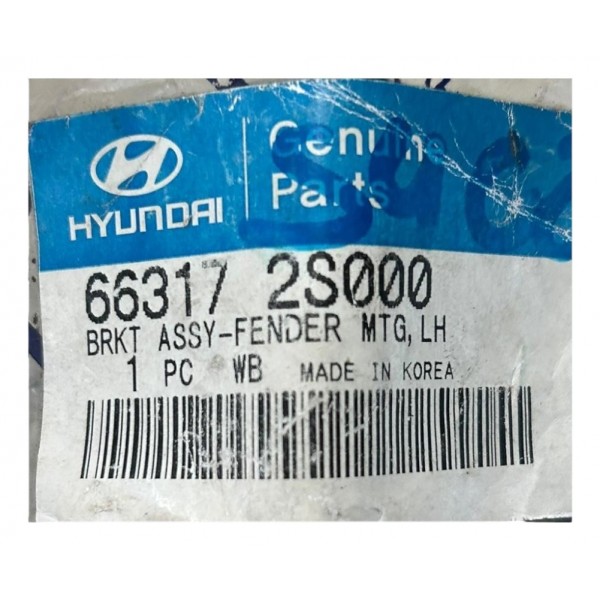 Genuine
HYUNDAI Parts
66317 2S000
BRKT ASSY-FENDER MTG, LH
1 PC WB MADE IN KOREA